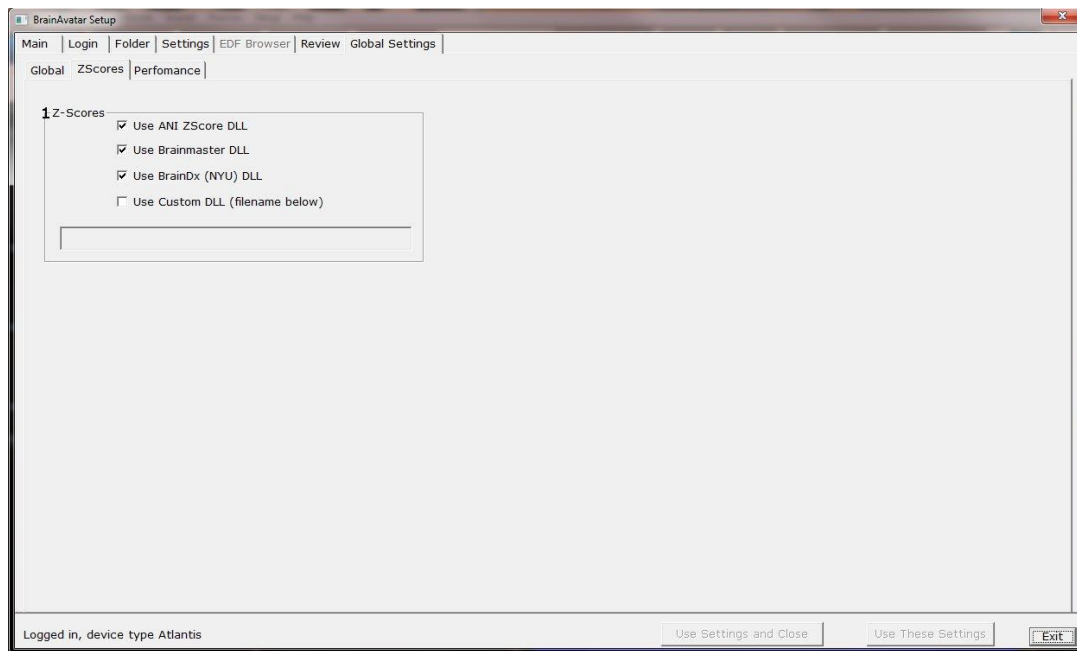 BrainAvatar Setup
Main Login Folder Settings EDF Browser Review Global Settings
Global ZScores Perfomance
1 Z-Scores
Use ANI ZScore DLL
Use Brainmaster DLL
Use BrainDx (NYU) DLL
Use Custom DLL (filename below)
Logged in, device type Atlantis Use Settings and Close Use These Settings Exit